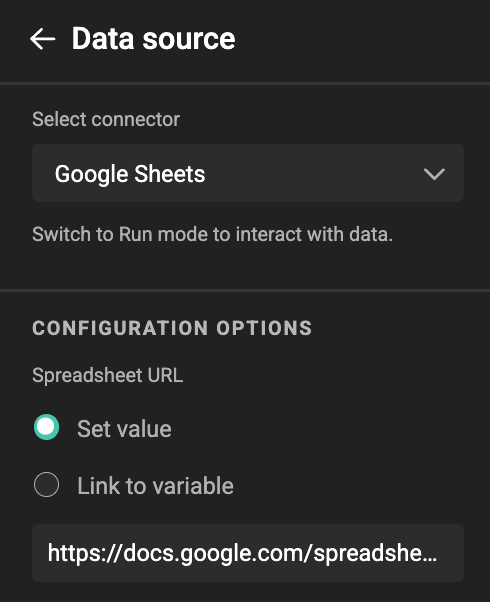 Data source
Select connector
Google Sheets
Switch to Run mode to interact with data.
CONFIGURATION OPTIONS
Spreadsheet URL
Set value
Link to variable
https://docs.google.com/spreadshe...